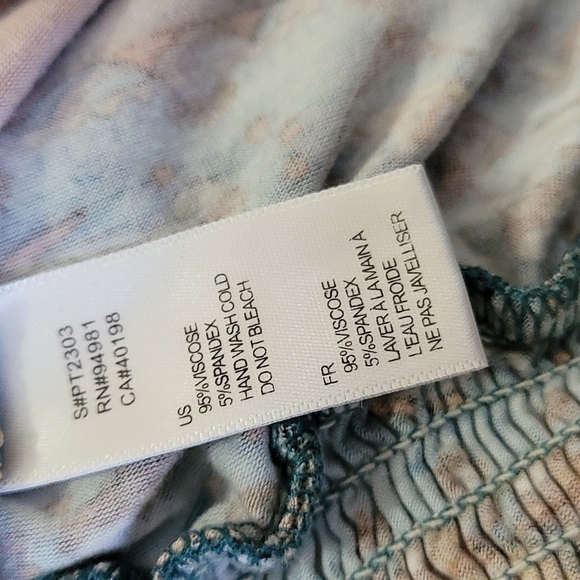 S#PT2303
RN#94981
CA#40198
US
95%VISCOSE
5%SPANDEX
HAND WASH COLD
DO NOT BLEACH
FR
95%VISCOSE
5%SPANDEX
LAVER À LA MAIN À
L'EAU FROIDE
NE PAS JAVELLISER